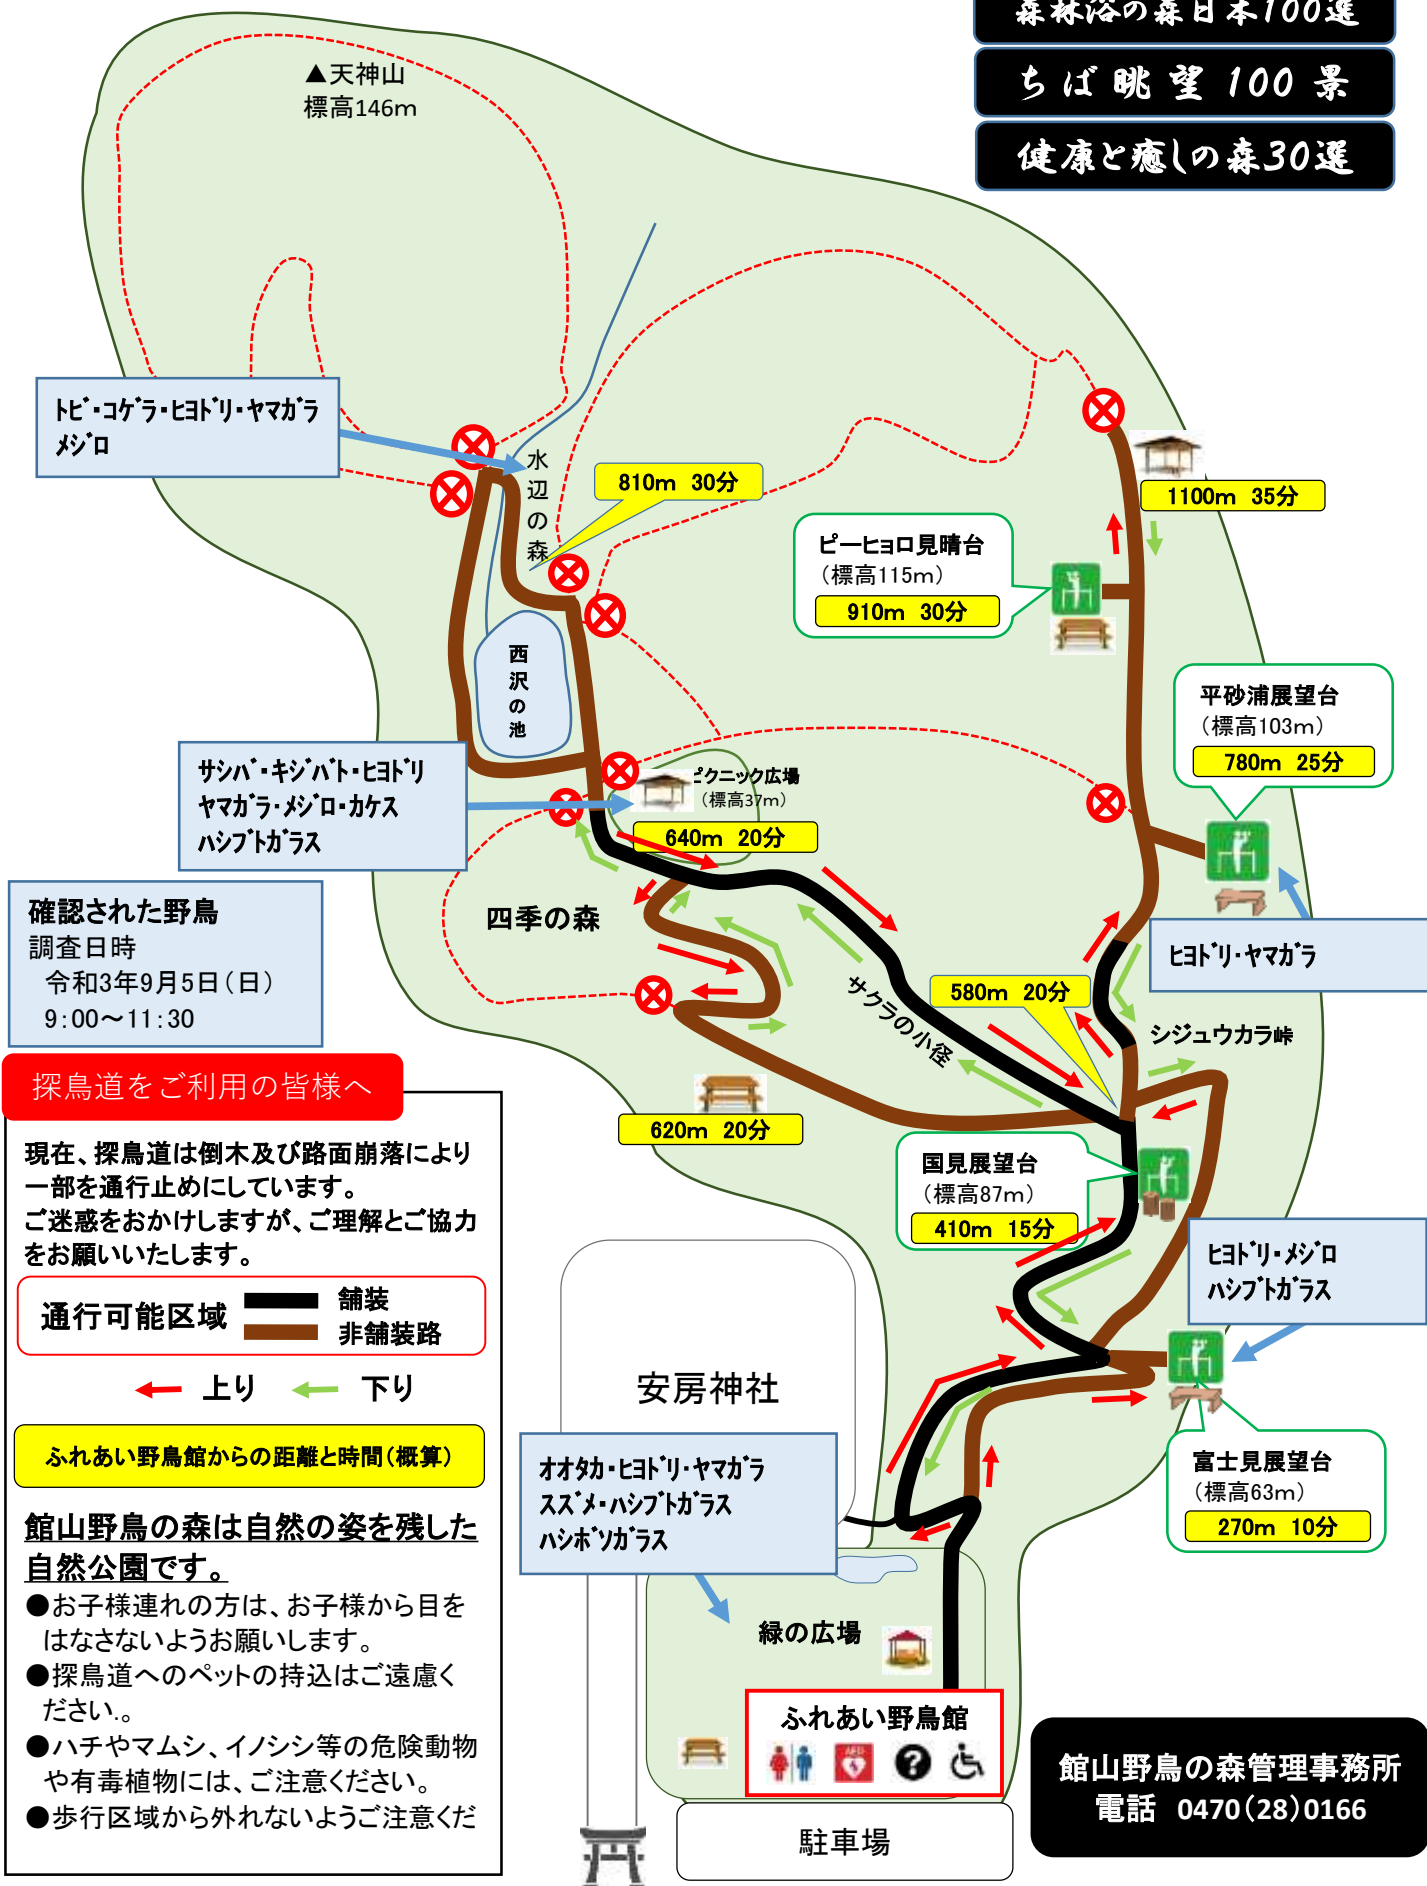 森林浴の森日本100選
ちば眺望100景
健康と癒しの森30選
▲天神山
標高146m
トビ・コゲラ・ヒヨドリ・ヤマガラ
メジロ
水辺の森
810m 30分
1100m 35分
ピーヒョロ見晴台
（標高115m）
910m 30分
西沢の池
平砂浦展望台
（標高103m）
780m 25分
サシバ・キジバト・ヒヨドリ
ヤマガラ・メジロ・カケス
ハシブトガラス
ピクニック広場
（標高37m）
640m 20分
確認された野鳥
調査日時
令和3年9月5日（日）
9：00～11：30
四季の森
ヒヨドリ・ヤマガラ
サクラの小径
580m 20分
シジュウカラ峠
620m 20分
探鳥道をご利用の皆様へ
現在、探鳥道は倒木及び路面崩落により
一部を通行止めにしています。
ご迷惑をおかけしますが、ご理解とご協力
をお願いいたします。
通行可能区域
舗装
非舗装路
上り
下り
ふれあい野鳥館からの距離と時間（概算）
国見展望台
（標高87m）
410m 15分
ヒヨドリ・メジロ
ハシブトガラス
安房神社
富士見展望台
（標高63m）
270m 10分
オオタカ・ヒヨドリ・ヤマガラ
スズメ・ハシブトガラス
ハシボソガラス
館山野鳥の森は自然の姿を残した
自然公園です。
●お子様連れの方は、お子様から目を
はなさないようお願いします。
●探鳥道へのペットの持込はご遠慮く
ださい.。
●ハチやマムシ、イノシシ等の危険動物
や有毒植物には、ご注意ください。
●歩行区域から外れないようご注意くだ
緑の広場
ふれあい野鳥館
AED
?
駐車場
館山野鳥の森管理事務所
電話 0470（28）0166